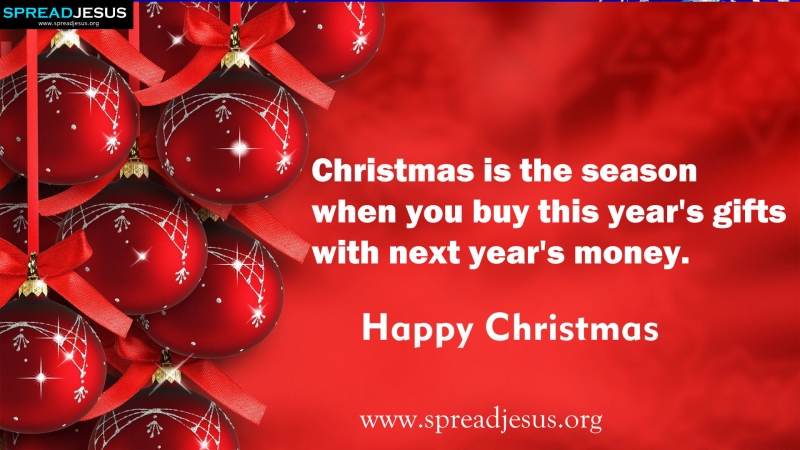 SPREADJESUS
www.spreadjesus.org
Christmas is the season
when you buy this year's gifts
with next year's money.
Happy Christmas
www.spreadjesus.org